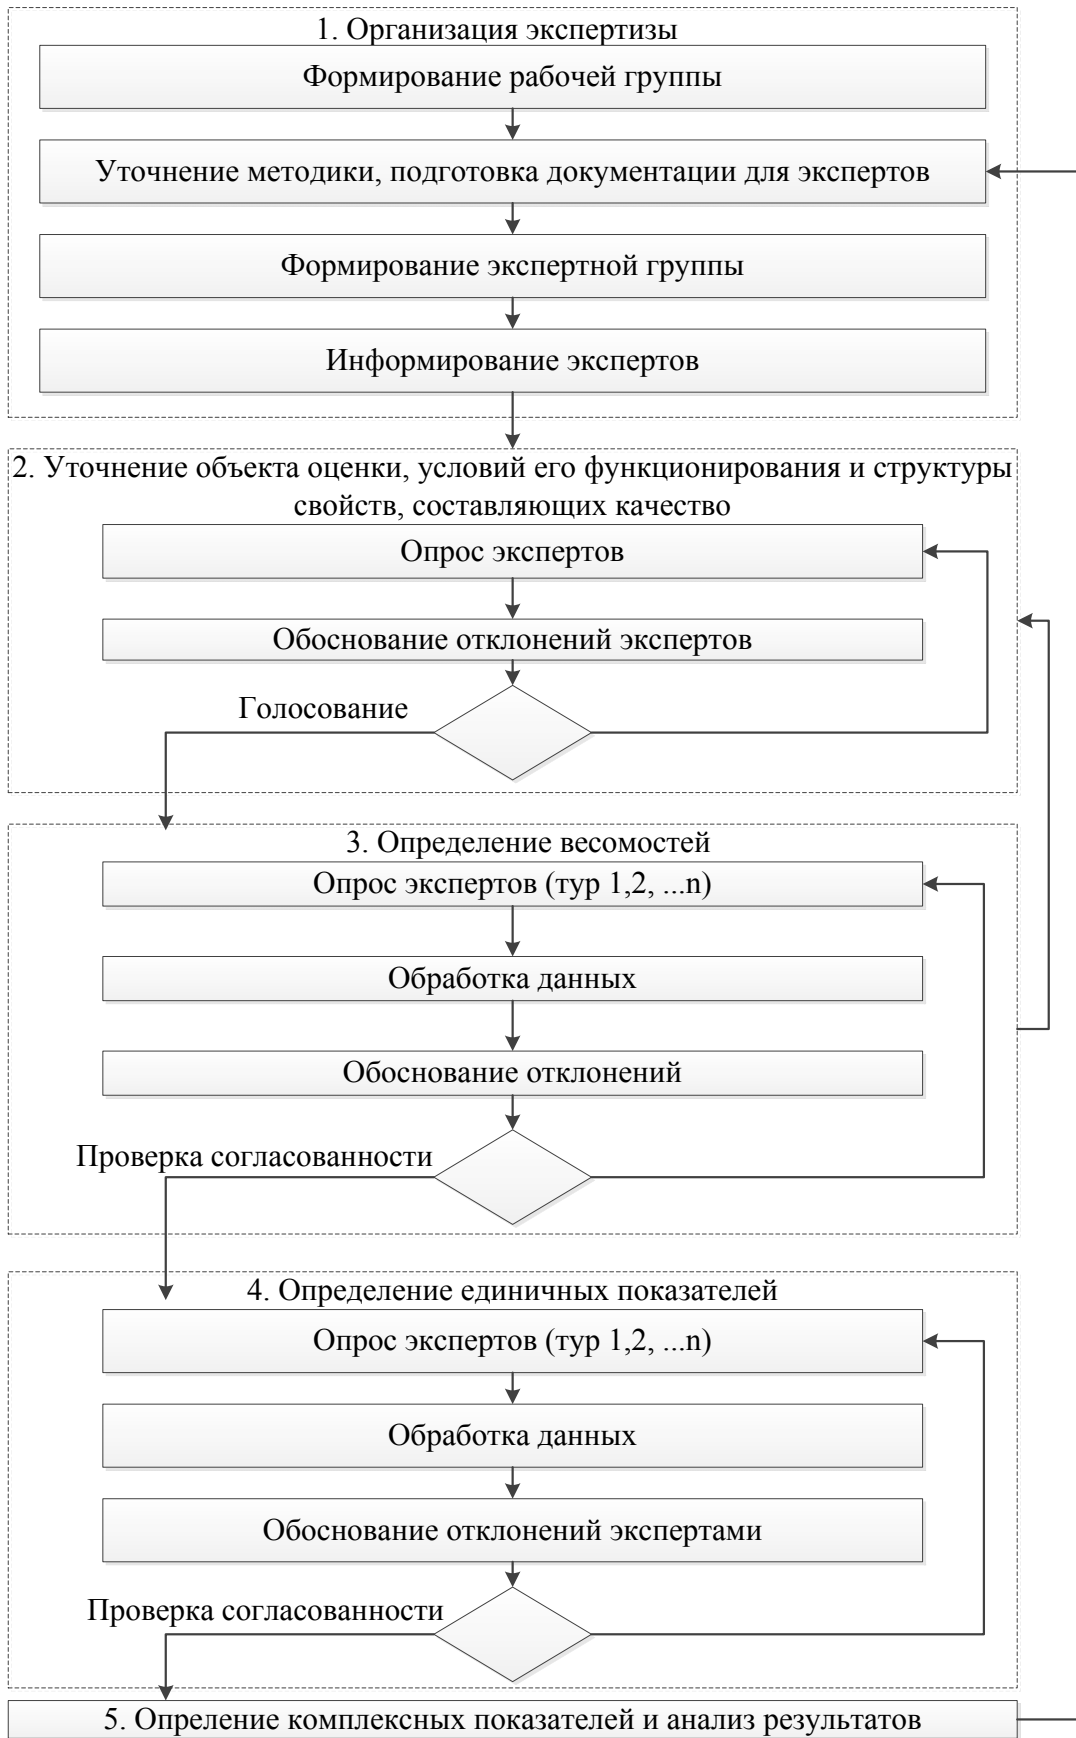 1. Организация экспертизы
Формирование рабочей группы
Уточнение методики, подготовка документации для экспертов
Формирование экспертной группы
Информирование экспертов
2. Уточнение объекта оценки, условий его функционирования и структуры
свойств, составляющих качество
Опрос экспертов
Обоснование отклонений экспертов
Голосование
3. Определение весомостей
Опрос экспертов (тур 1,2, ...n)
Обработка данных
Обоснование отклонений
Проверка согласованности
4. Определение единичных показателей
Опрос экспертов (тур 1,2, ...n)
Обработка данных
Обоснование отклонений экспертами
Проверка согласованности
5. Опреление комплексных показателей и анализ результатов